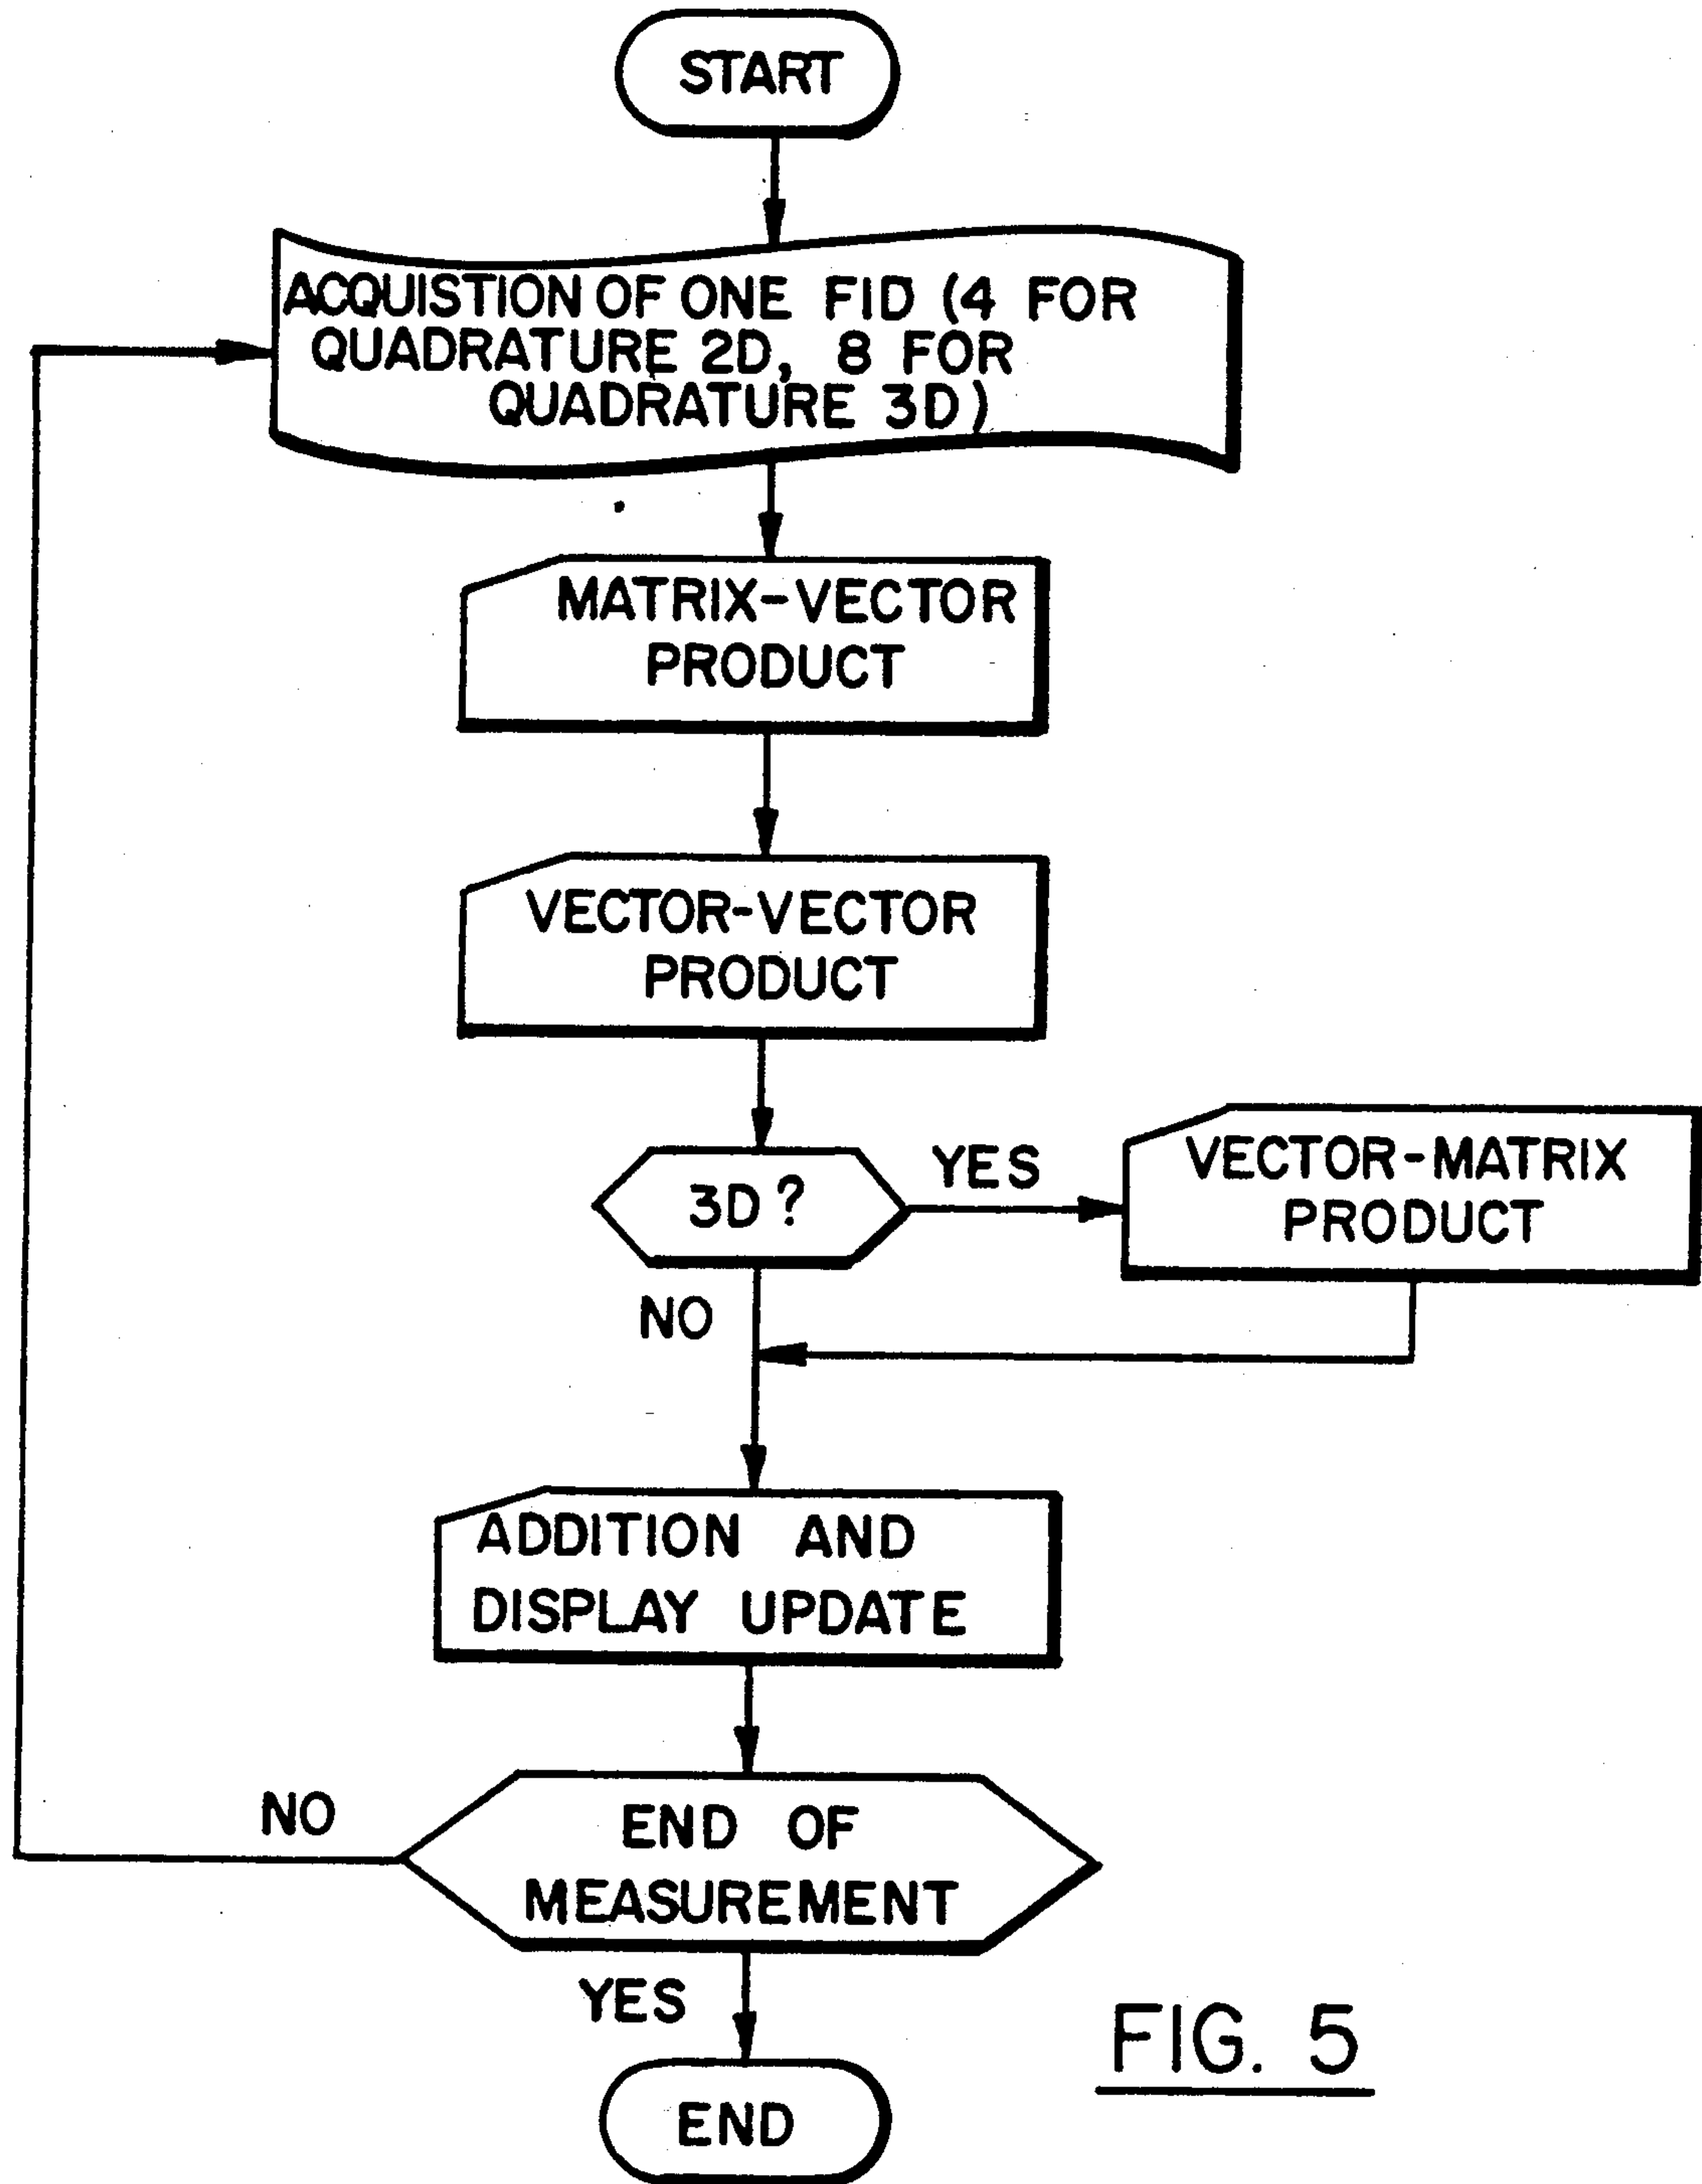 START
ACQUISTION OF ONE FID (4 FOR
QUADRATURE 2D, 8 FOR
QUADRATURE 3D)
MATRIX-VECTOR
PRODUCT
VECTOR-VECTOR
PRODUCT
3D?
YES
VECTOR-MATRIX
PRODUCT
NO
ADDITION AND
DISPLAY UPDATE
NO
END OF
MEASUREMENT
YES
END
FIG. 5